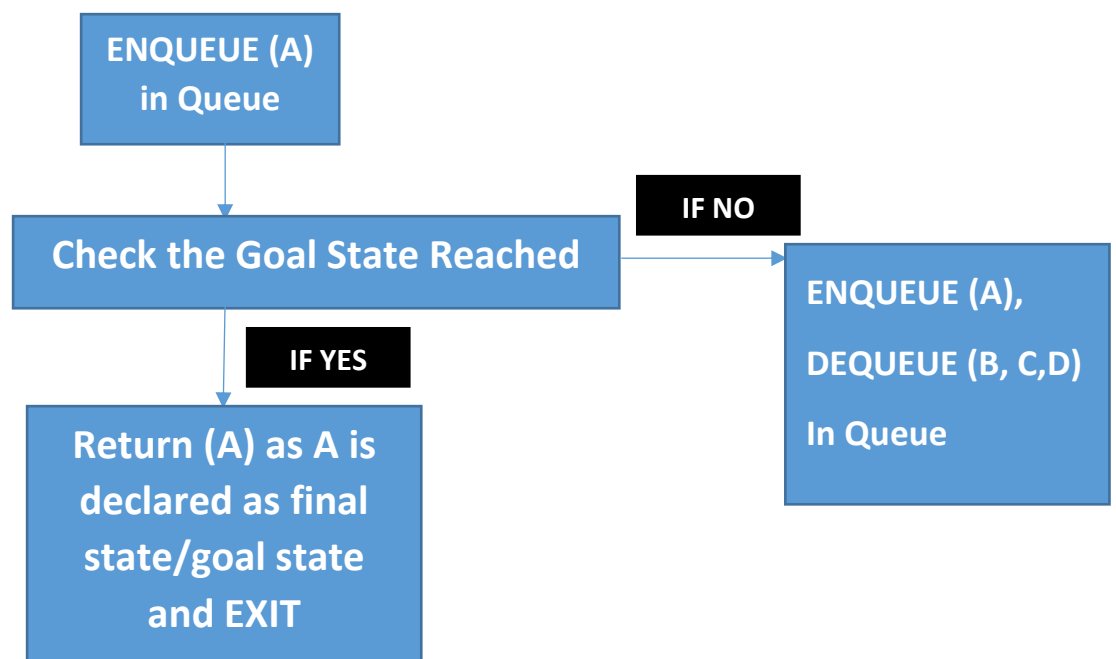 ENQUEUE (A)
in Queue
IF NO
Check the Goal State Reached
ENQUEUE (A),
DEQUEUE (B, C,D)
In Queue
IF YES
Return (A) as A is
declared as final
state/goal state
and EXIT